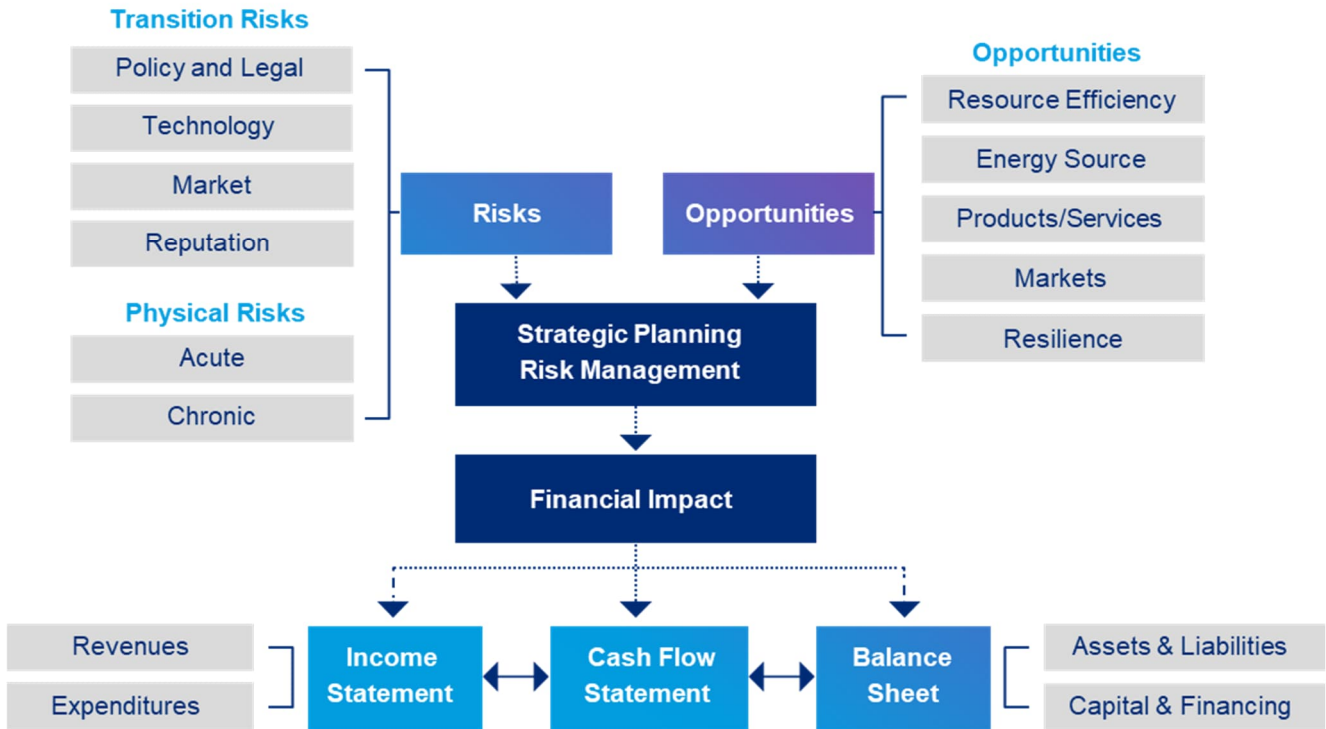 Transition Risks
Policy and Legal
Technology
Market
Reputation
Physical Risks
Acute
Chronic
Risks
Opportunities
Opportunities
Resource Efficiency
Energy Source
Products/Services
Markets
Resilience
Strategic Planning
Risk Management
Financial Impact
Revenues
Expenditures
Income
Statement
Cash Flow
Statement
Balance
Sheet
Assets & Liabilities
Capital & Financing